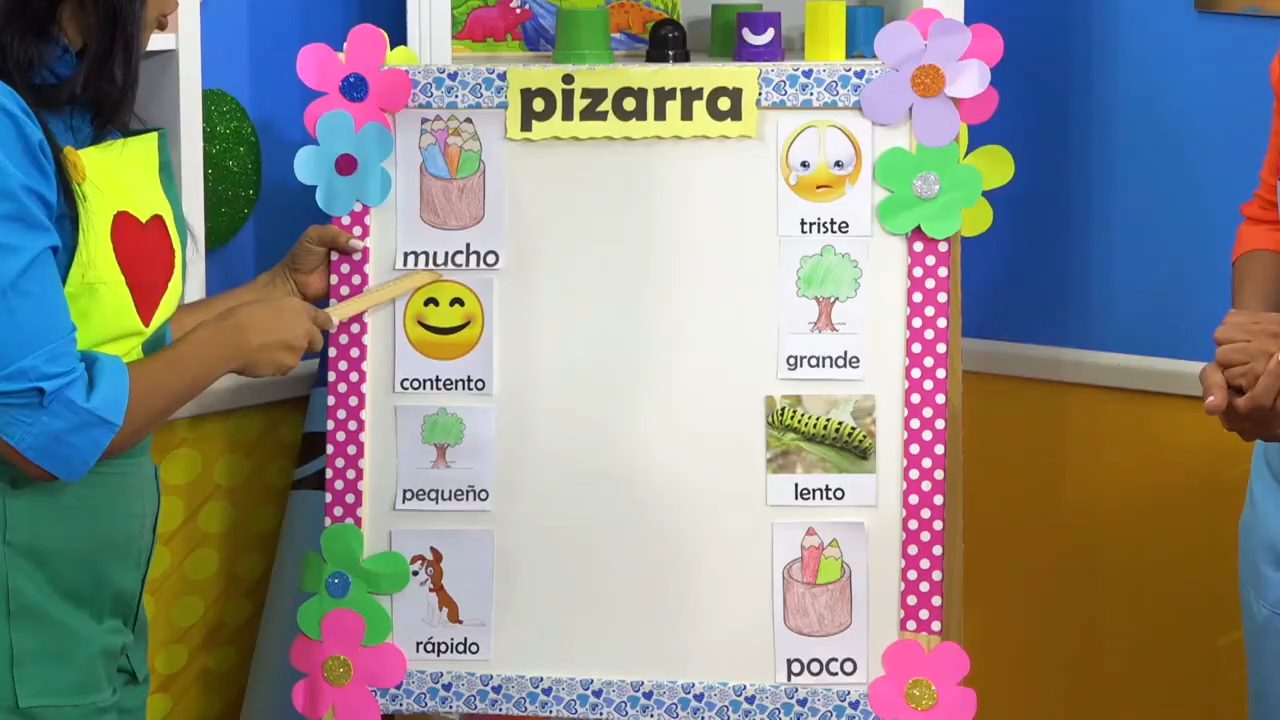 pizarra
mucho
contento
pequeño
rápido
triste
grande
lento
poco